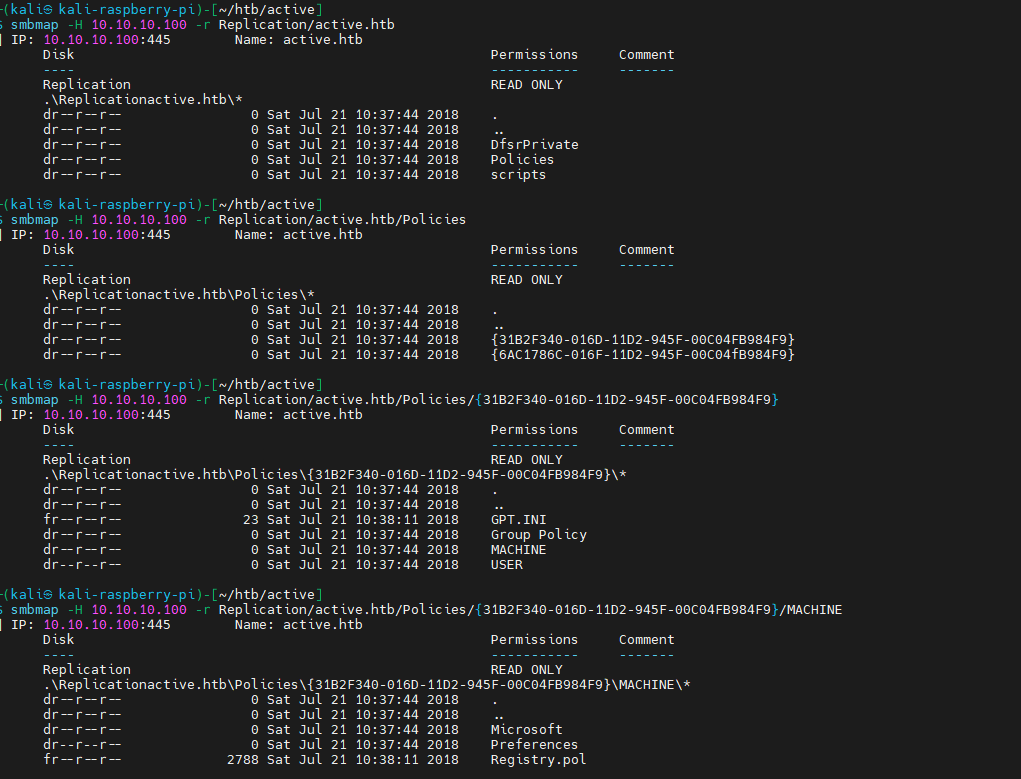 -(kali㉿ kali-raspberry-pi)-[~/htb/active]
$ smbmap -H 10.10.10.100 -r Replication/active.htb
| IP: 10.10.10.100:445 Name: active.htb
Disk Permissions Comment
---- ----------- -------
Replication READ ONLY
.\Replicationactive.htb\*
dr--r--r-- 0 Sat Jul 21 10:37:44 2018 .
dr--r--r-- 0 Sat Jul 21 10:37:44 2018 ..
dr--r--r-- 0 Sat Jul 21 10:37:44 2018 DfsrPrivate
dr--r--r-- 0 Sat Jul 21 10:37:44 2018 Policies
dr--r--r-- 0 Sat Jul 21 10:37:44 2018 scripts
-(kali㉿ kali-raspberry-pi)-[~/htb/active]
$ smbmap -H 10.10.10.100 -r Replication/active.htb/Policies
| IP: 10.10.10.100:445 Name: active.htb
Disk Permissions Comment
---- ----------- -------
Replication READ ONLY
.\Replicationactive.htb\Policies\*
dr--r--r-- 0 Sat Jul 21 10:37:44 2018 .
dr--r--r-- 0 Sat Jul 21 10:37:44 2018 ..
dr--r--r-- 0 Sat Jul 21 10:37:44 2018 {31B2F340-016D-11D2-945F-00C04FB984F9}
dr--r--r-- 0 Sat Jul 21 10:37:44 2018 {6AC1786C-016F-11D2-945F-00C04fB984F9}
-(kali㉿ kali-raspberry-pi)-[~/htb/active]
$ smbmap -H 10.10.10.100 -r Replication/active.htb/Policies/{31B2F340-016D-11D2-945F-00C04FB984F9}
| IP: 10.10.10.100:445 Name: active.htb
Disk Permissions Comment
---- ----------- -------
Replication READ ONLY
.\Replicationactive.htb\Policies\{31B2F340-016D-11D2-945F-00C04FB984F9}\*
dr--r--r-- 0 Sat Jul 21 10:37:44 2018 .
dr--r--r-- 0 Sat Jul 21 10:37:44 2018 ..
fr--r--r-- 23 Sat Jul 21 10:38:11 2018 GPT.INI
dr--r--r-- 0 Sat Jul 21 10:37:44 2018 Group Policy
dr--r--r-- 0 Sat Jul 21 10:37:44 2018 MACHINE
dr--r--r-- 0 Sat Jul 21 10:37:44 2018 USER
-(kali㉿ kali-raspberry-pi)-[~/htb/active]
$ smbmap -H 10.10.10.100 -r Replication/active.htb/Policies/{31B2F340-016D-11D2-945F-00C04FB984F9}/MACHINE
| IP: 10.10.10.100:445 Name: active.htb
Disk Permissions Comment
---- ----------- -------
Replication READ ONLY
.\Replicationactive.htb\Policies\{31B2F340-016D-11D2-945F-00C04FB984F9}\MACHINE\*
dr--r--r-- 0 Sat Jul 21 10:37:44 2018 .
dr--r--r-- 0 Sat Jul 21 10:37:44 2018 ..
dr--r--r-- 0 Sat Jul 21 10:37:44 2018 Microsoft
dr--r--r-- 0 Sat Jul 21 10:37:44 2018 Preferences
fr--r--r-- 2788 Sat Jul 21 10:38:11 2018 Registry.pol